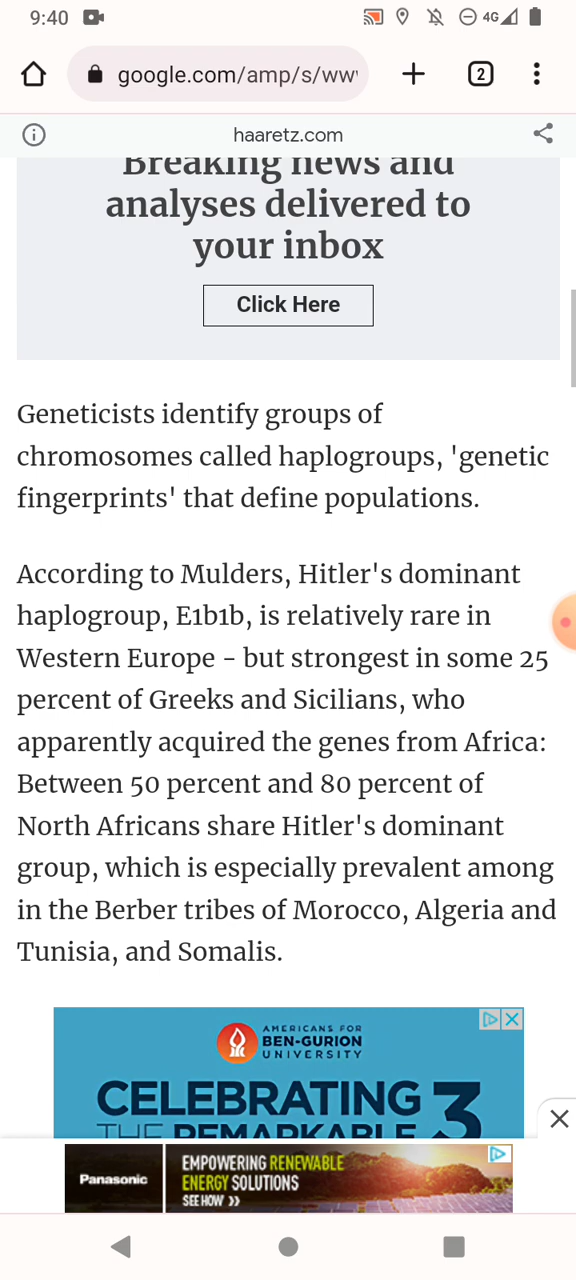 9:40
4G
google.com/amp/s/www
2
haaretz.com
Breaking news and
analyses delivered to
your inbox
Click Here
Geneticists identify groups of
chromosomes called haplogroups, 'genetic
fingerprints' that define populations.
According to Mulders, Hitler's dominant
haplogroup, E1b1b, is relatively rare in
Western Europe - but strongest in some 25
percent of Greeks and Sicilians, who
apparently acquired the genes from Africa:
Between 50 percent and 80 percent of
North Africans share Hitler's dominant
group, which is especially prevalent among
in the Berber tribes of Morocco, Algeria and
Tunisia, and Somalis.
AMERICANS FOR
BEN-GURION
UNIVERSITY
CELEBRATING 3
THE REMARKABLE
Panasonic
EMPOWERING RENEWABLE
ENERGY SOLUTIONS
SEE HOW »